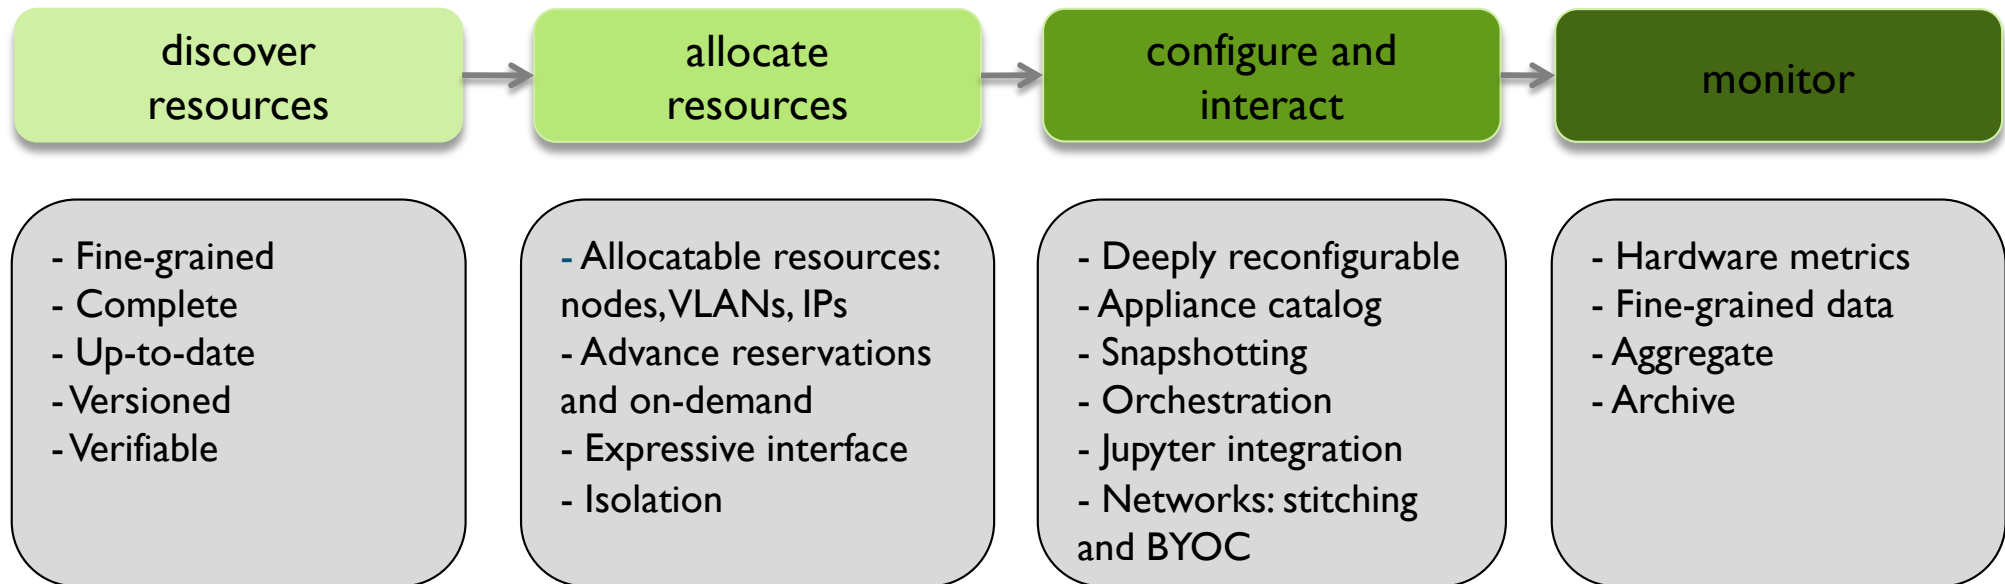 discover
resources
allocate
resources
configure and
interact
monitor
- Fine-grained
- Complete
- Up-to-date
- Versioned
- Verifiable
- Allocatable resources:
nodes, VLANs, IPs
- Advance reservations
and on-demand
- Expressive interface
- Isolation
- Deeply reconfigurable
- Appliance catalog
- Snapshotting
- Orchestration
- Jupyter integration
- Networks: stitching
and BYOC
- Hardware metrics
- Fine-grained data
- Aggregate
- Archive